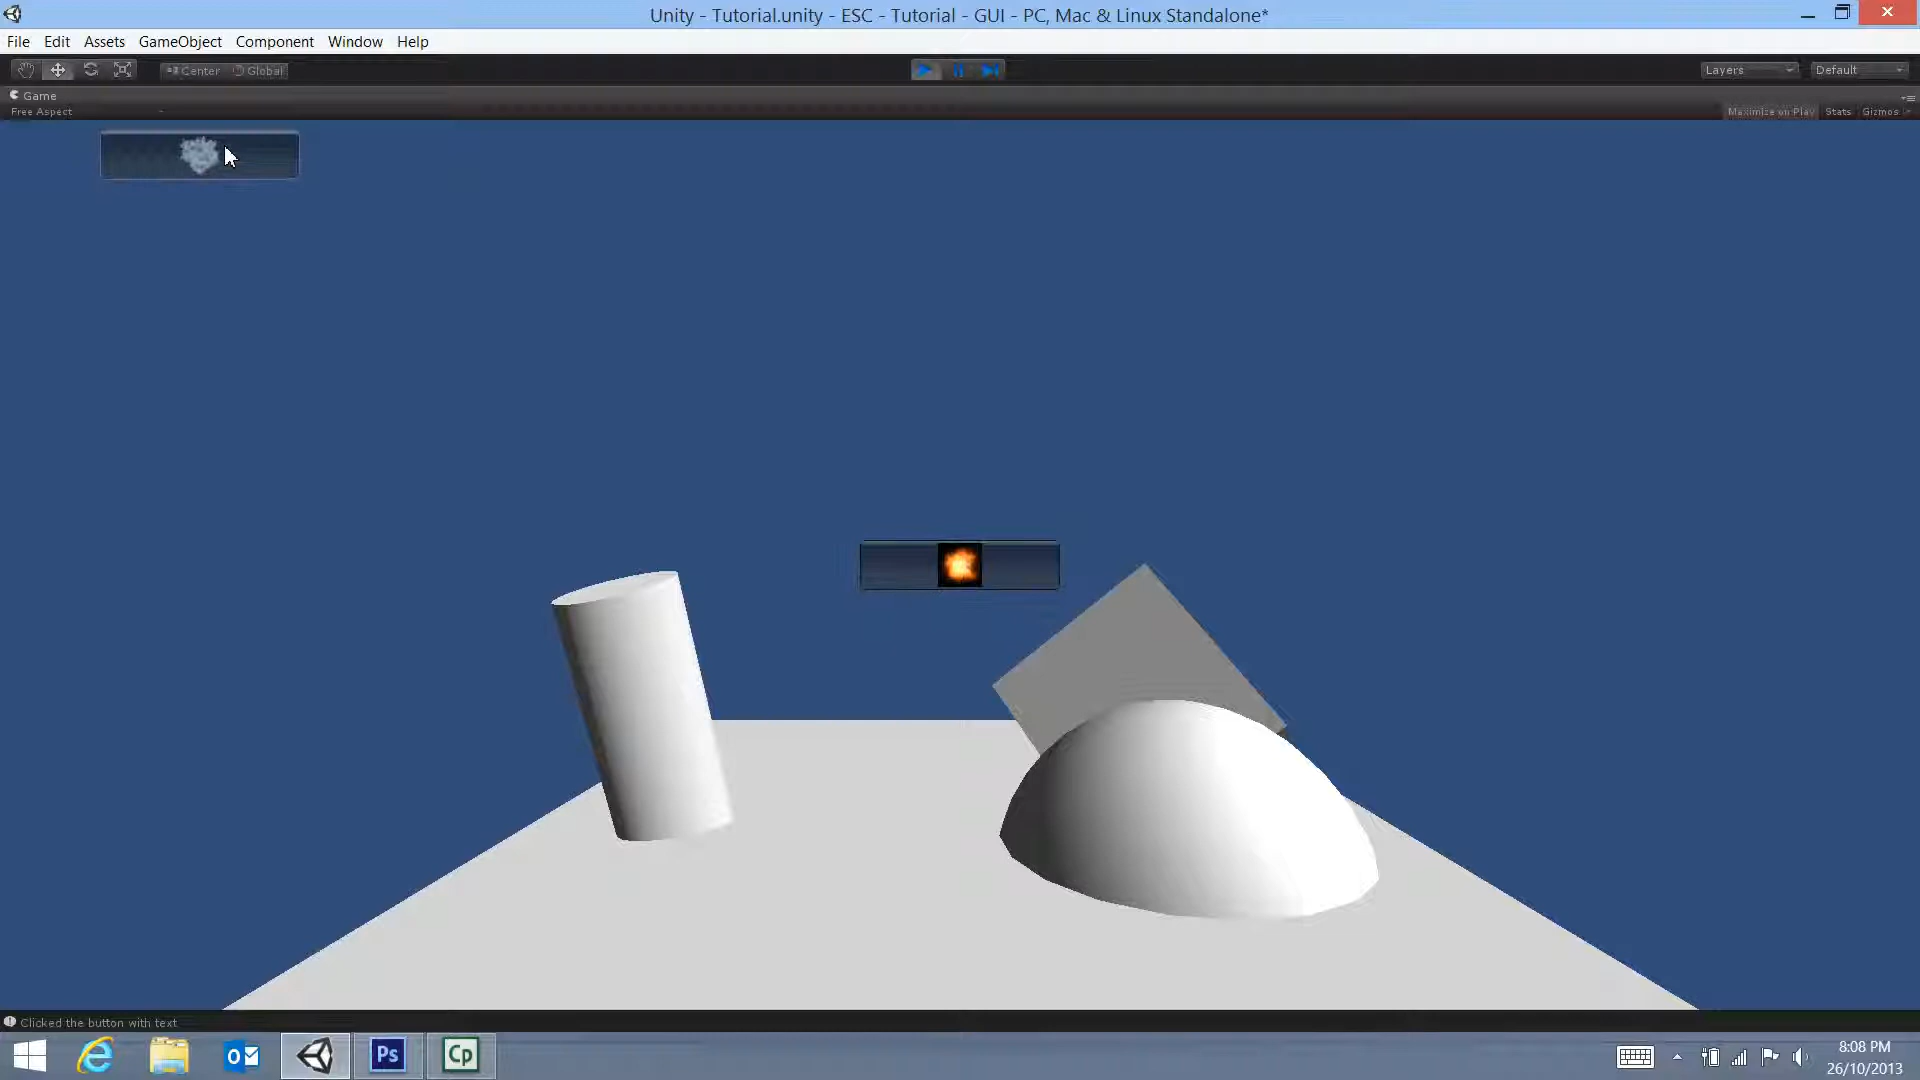 Unity - Tutorial.unity - ESC - Tutorial - GUI - PC, Mac & Linux Standalone*
File Edit Assets GameObject Component Window Help
Center Global Layers Default
Game
Free Aspect Maximize on Play Stats Gizmos
Clicked the button with text
Ps Cp
8:08 PM
26/10/2013